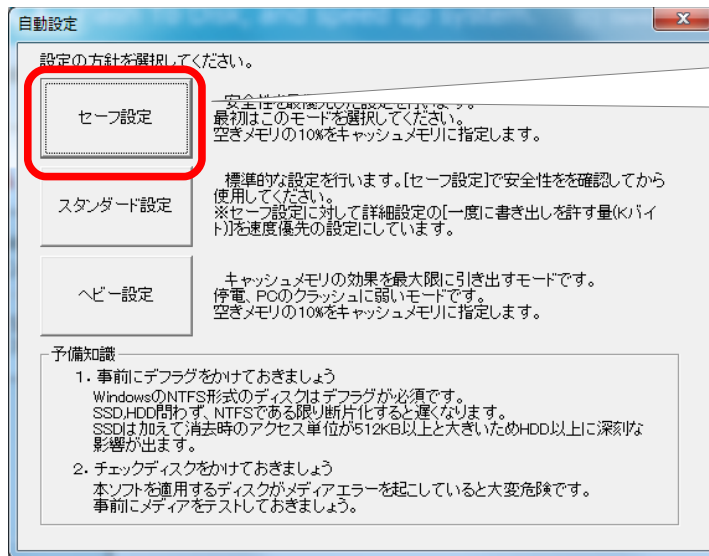 自動設定
設定の方針を選択してください。
セーフ設定
安全性を最優先した設定を行います。
最初はこのモードを選択してください。
空きメモリの10%をキャッシュメモリに指定します。
スタンダード設定
標準的な設定を行います。[セーフ設定]で安全性をを確認してから
使用してください。
※セーフ設定に対して詳細設定の[一度に書き出しを許す量(Kバイ
ト)]を速度優先の設定にしています。
ヘビー設定
キャッシュメモリの効果を最大限に引き出すモードです。
停電、PCのクラッシュに弱いモードです。
空きメモリの10%をキャッシュメモリに指定します。
予備知識
1. 事前にデフラグをかけておきましょう
WindowsのNTFS形式のディスクはデフラグが必須です。
SSD,HDD問わず、NTFSである限り断片化すると遅くなります。
SSDは加えて消去時のアクセス単位が512KB以上と大きいためHDD以上に深刻な
影響が出ます。
2. チェックディスクをかけておきましょう
本ソフトを適用するディスクがメディアエラーを起こしていると大変危険です。
事前にメディアをテストしておきましょう。